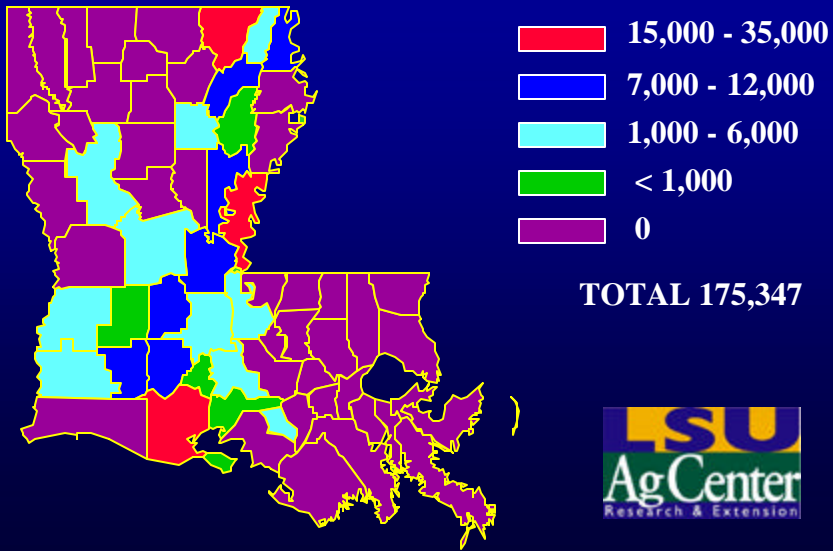 15,000 - 35,000
7,000 - 12,000
1,000 - 6,000
< 1,000
0
TOTAL 175,347
LSU
AgCenter
Research & Extension